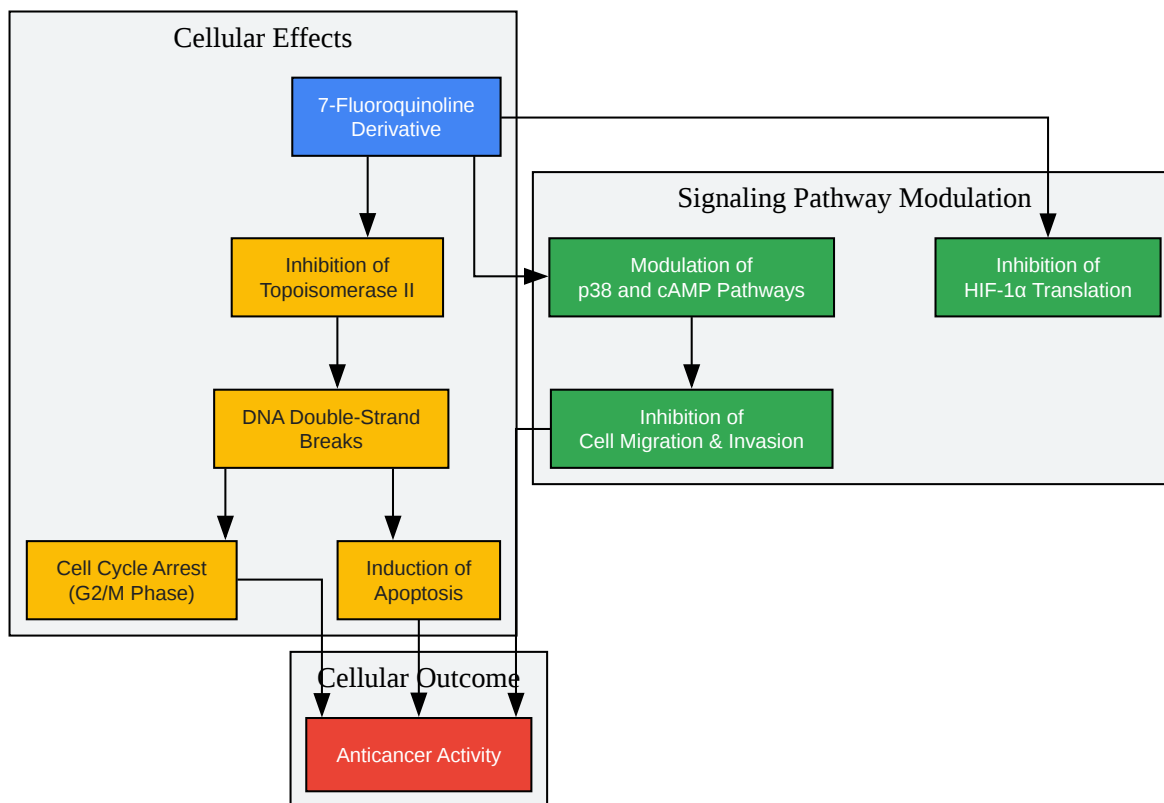 Cellular Effects
7-Fluoroquinoline
Derivative
Signaling Pathway Modulation
Inhibition of
Topoisomerase II
Modulation of
p38 and cAMP Pathways
Inhibition of
HIF-1α Translation
DNA Double-Strand
Breaks
Inhibition of
Cell Migration & Invasion
Cell Cycle Arrest
(G2/M Phase)
Induction of
Apoptosis
Cellular Outcome
Anticancer Activity